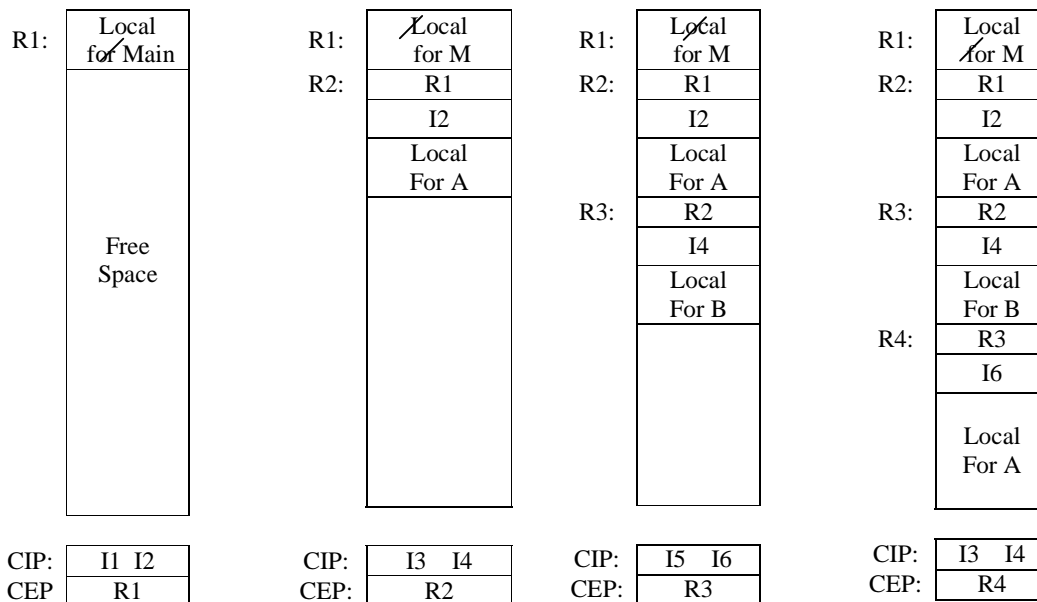 R1:
Local
for Main
Free
Space
CIP:
I1 I2
CEP
R1
R1:
Local
for M
R2:
R1
I2
Local
For A
CIP:
I3 I4
CEP:
R2
R1:
Local
for M
R2:
R1
I2
Local
For A
R3:
R2
I4
Local
For B
CIP:
I5 I6
CEP:
R3
R1:
Local
for M
R2:
R1
I2
Local
For A
R3:
R2
I4
Local
For B
R4:
R3
I6
Local
For A
CIP:
I3 I4
CEP:
R4